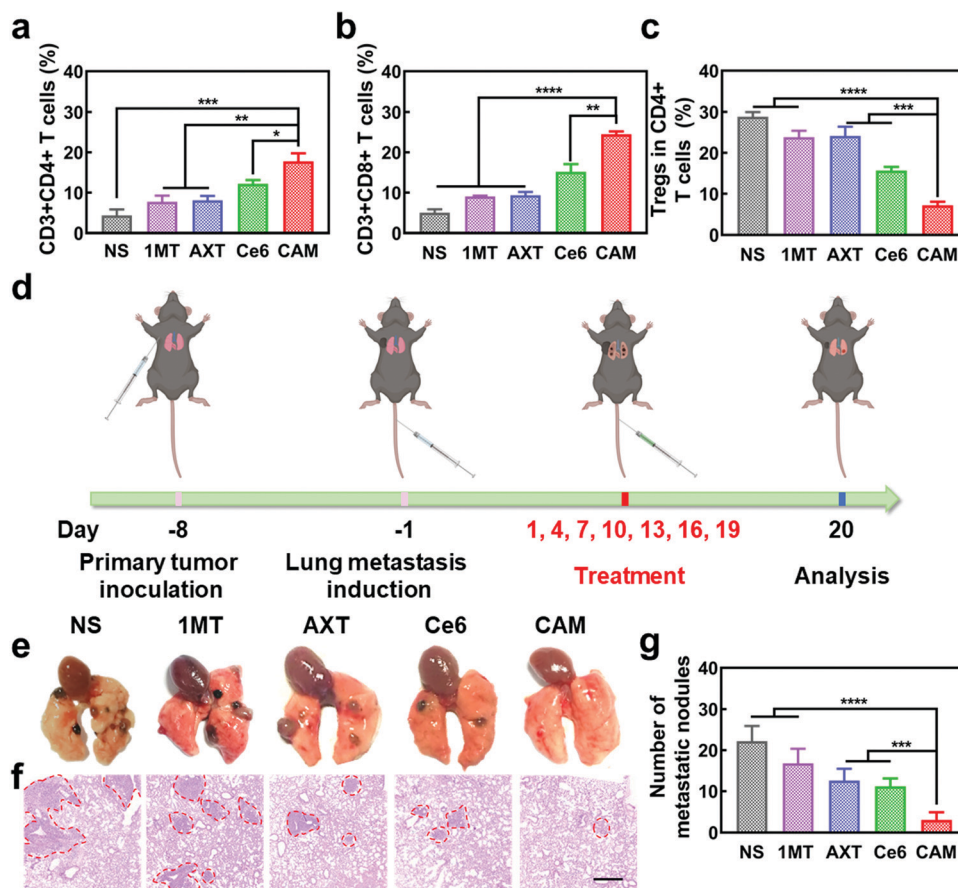 a
CD3+CD4+ T cells (%)
40
30
20
10
0
***
**
*
NS 1MT AXT Ce6 CAM
b
CD3+CD8+ T cells (%)
40
30
20
10
0
****
**
NS 1MT AXT Ce6 CAM
c
Tregs in CD4+
T cells (%)
40
30
20
10
0
****
***
NS 1MT AXT Ce6 CAM
d
Day -8 -1 1, 4, 7, 10, 13, 16, 19 20
Primary tumor
inoculation
Lung metastasis
induction
Treatment
Analysis
e
NS 1MT AXT Ce6 CAM
f
g
Number of
metastatic nodules
40
30
20
10
0
****
***
NS 1MT AXT Ce6 CAM